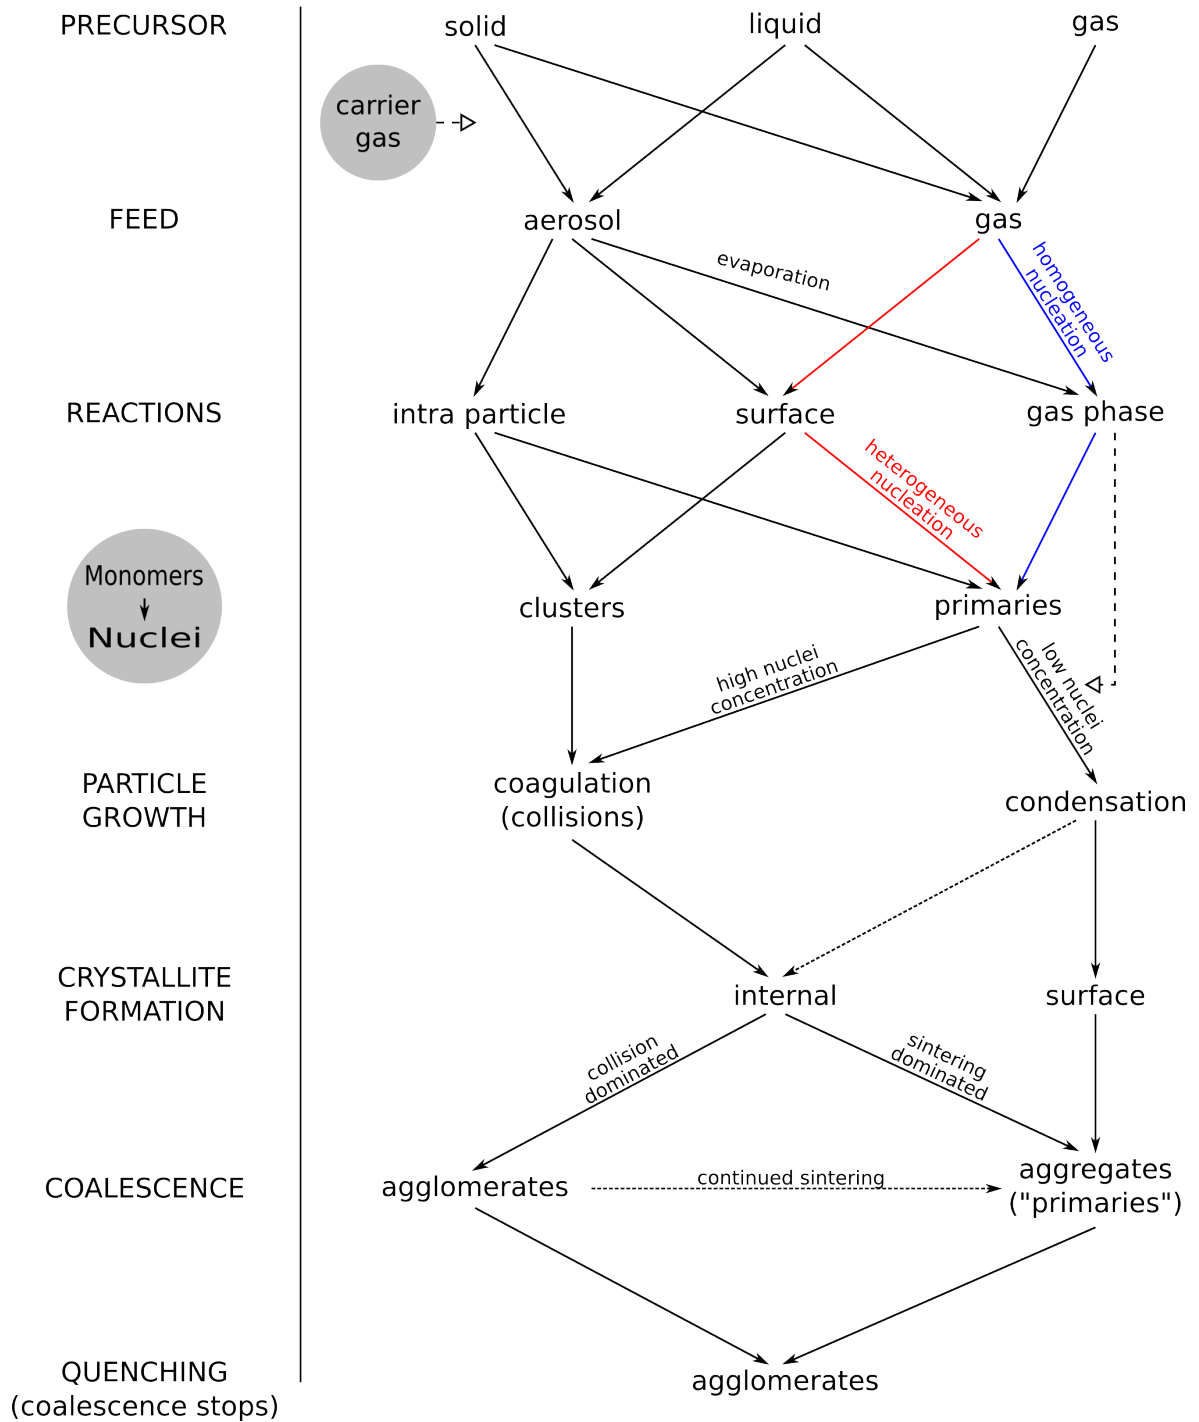 PRECURSOR
solid
liquid
gas
carrier
gas
FEED
aerosol
gas
evaporation
homogeneous
nucleation
REACTIONS
intra particle
surface
gas phase
heterogeneous
nucleation
Monomers
Nuclei
clusters
primaries
high nuclei
concentration
low nuclei
concentration
PARTICLE
GROWTH
coagulation
(collisions)
condensation
CRYSTALLITE
FORMATION
internal
surface
collision
dominated
sintering
dominated
COALESCENCE
agglomerates
continued sintering
aggregates
("primaries")
QUENCHING
(coalescence stops)
agglomerates